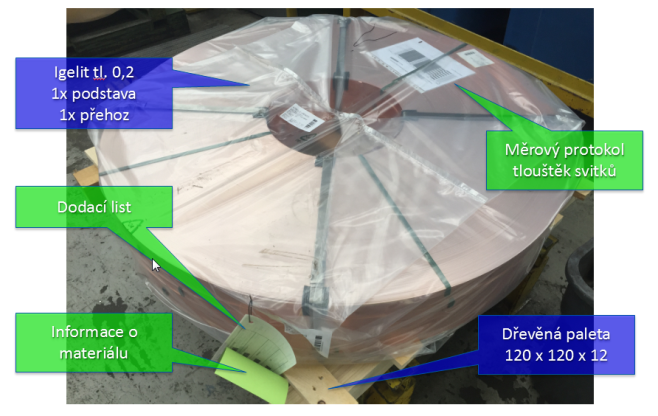 Igelit tl. 0,2
1x podstava
1x přehoz
Měrový protokol
tlouštěk svitků
Dodací list
Informace o
materiálu
Dřevěná paleta
120 x 120 x 12